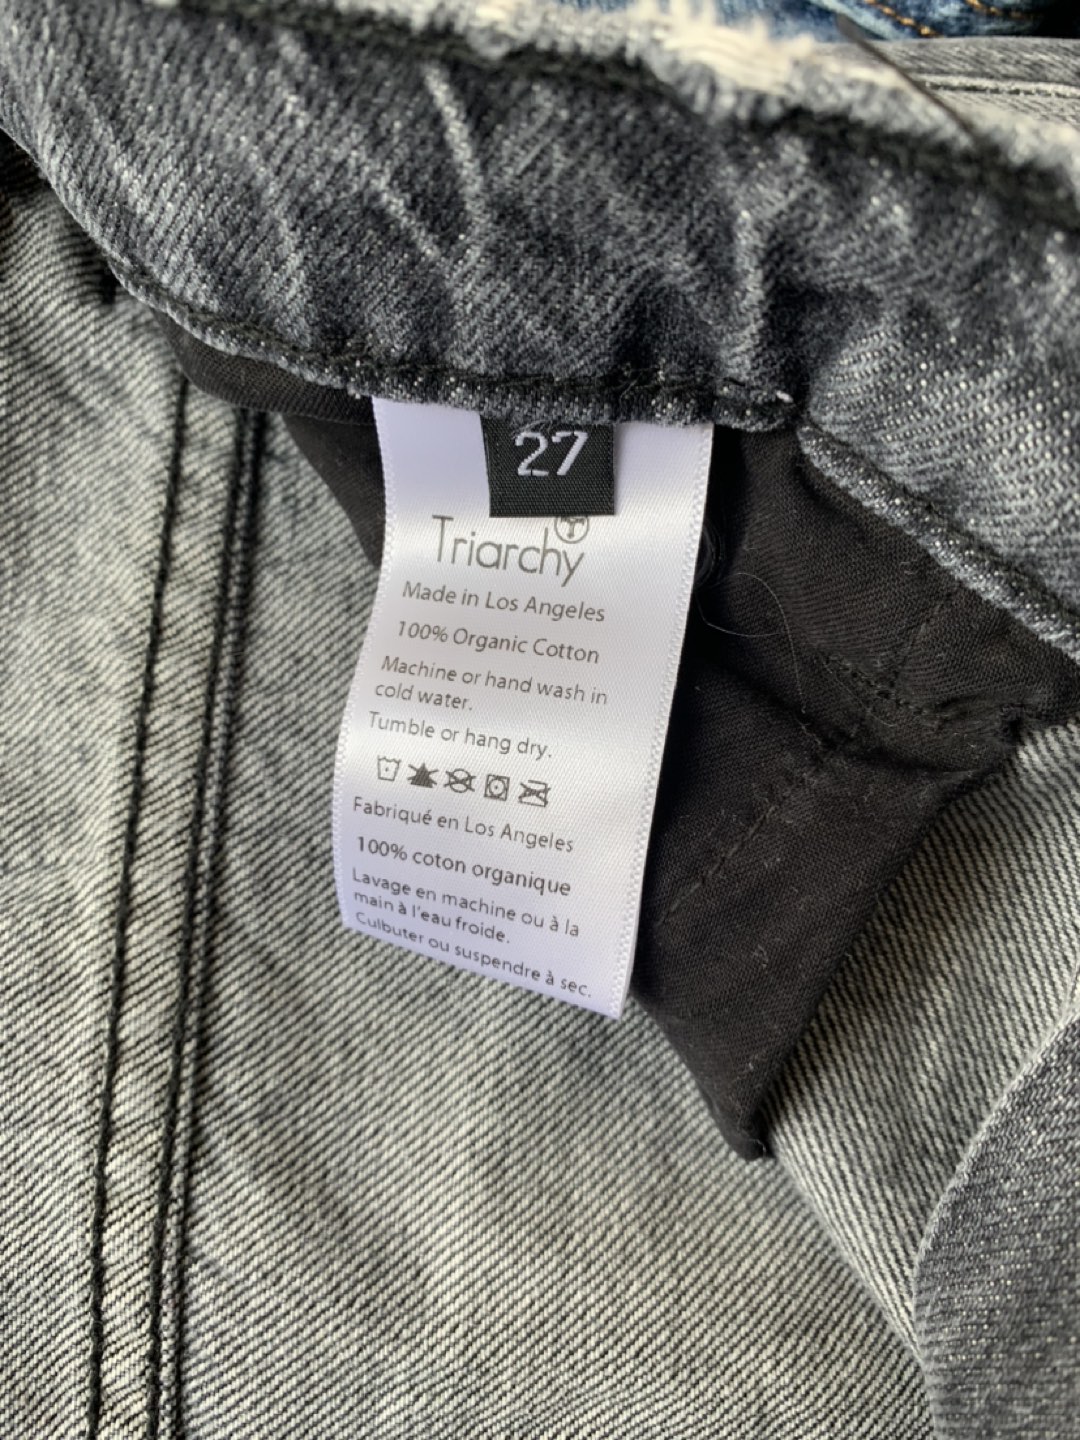 27
Triarchy
Made in Los Angeles
100% Organic Cotton
Machine or hand wash in
cold water.
Tumble or hang dry.
Fabriqué en Los Angeles
100% coton organique
Lavage en machine ou à la
main à l'eau froide.
Culbuter ou suspendre à sec.